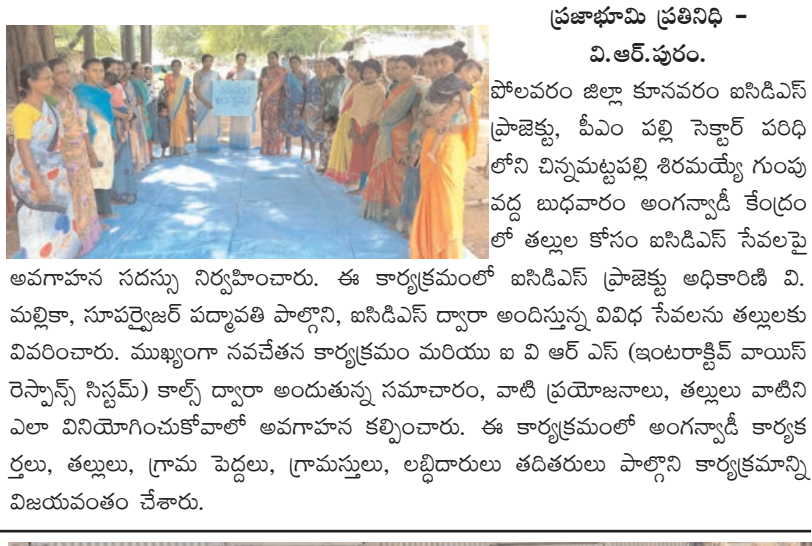 ప్రజాభూమి ప్రతినిధి –
వి.ఆర్.పురం.
పోలవరం జిల్లా కూనవరం ఐసిడిఎస్
ప్రాజెక్టు, పీఎం పల్లి సెక్టార్ పరిధి
లోని చిన్నమట్టపల్లి శిరమయ్యే గుంపు
వద్ద బుధవారం అంగన్వాడీ కేంద్రం
లో తల్లుల కోసం ఐసిడిఎస్ సేవలపై
అవగాహన సదస్సు నిర్వహించారు. ఈ కార్యక్రమంలో ఐసిడిఎస్ ప్రాజెక్టు అధికారిణి వి.
మల్లికా, సూపర్వైజర్ పద్మావతి పాల్గొని, ఐసిడిఎస్ ద్వారా అందిస్తున్న వివిధ సేవలను తల్లులకు
వివరించారు. ముఖ్యంగా నవచేతన కార్యక్రమం మరియు ఐ వి ఆర్ ఎస్ (ఇంటరాక్టివ్ వాయిస్
రెస్పాన్స్ సిస్టమ్) కాల్స్ ద్వారా అందుతున్న సమాచారం, వాటి ప్రయోజనాలు, తల్లులు వాటిని
ఎలా వినియోగించుకోవాలో అవగాహన కల్పించారు. ఈ కార్యక్రమంలో అంగన్వాడీ కార్యక
ర్తలు, తల్లులు, గ్రామ పెద్దలు, గ్రామస్తులు, లబ్ధిదారులు తదితరులు పాల్గొని కార్యక్రమాన్ని
విజయవంతం చేశారు.